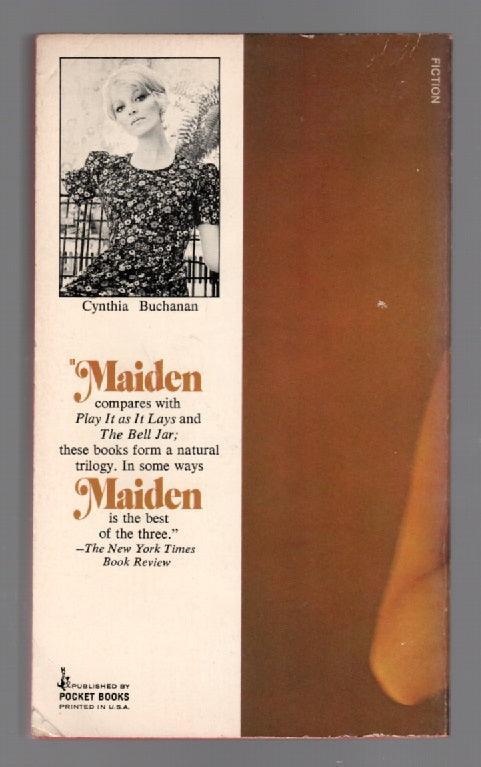 FICTION
Cynthia Buchanan
"Maiden
compares with
Play It as It Lays and
The Bell Jar;
these books form a natural
trilogy. In some ways
Maiden
is the best
of the three."
—The New York Times
Book Review
PUBLISHED BY
POCKET BOOKS
PRINTED IN U.S.A.